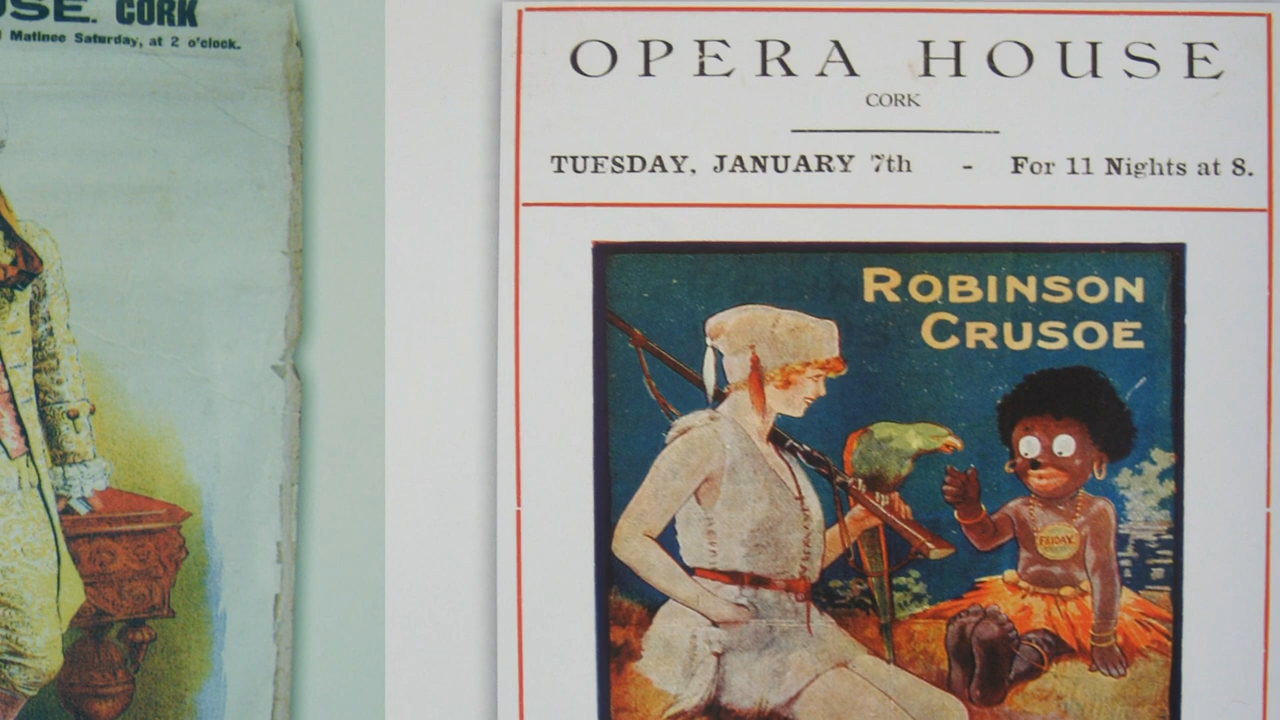 CORK
Matinee Saturday, at 2 o'clock.
OPERA HOUSE
CORK
TUESDAY, JANUARY 7th - For 11 Nights at 8.
ROBINSON
CRUSOE
FRIDAY